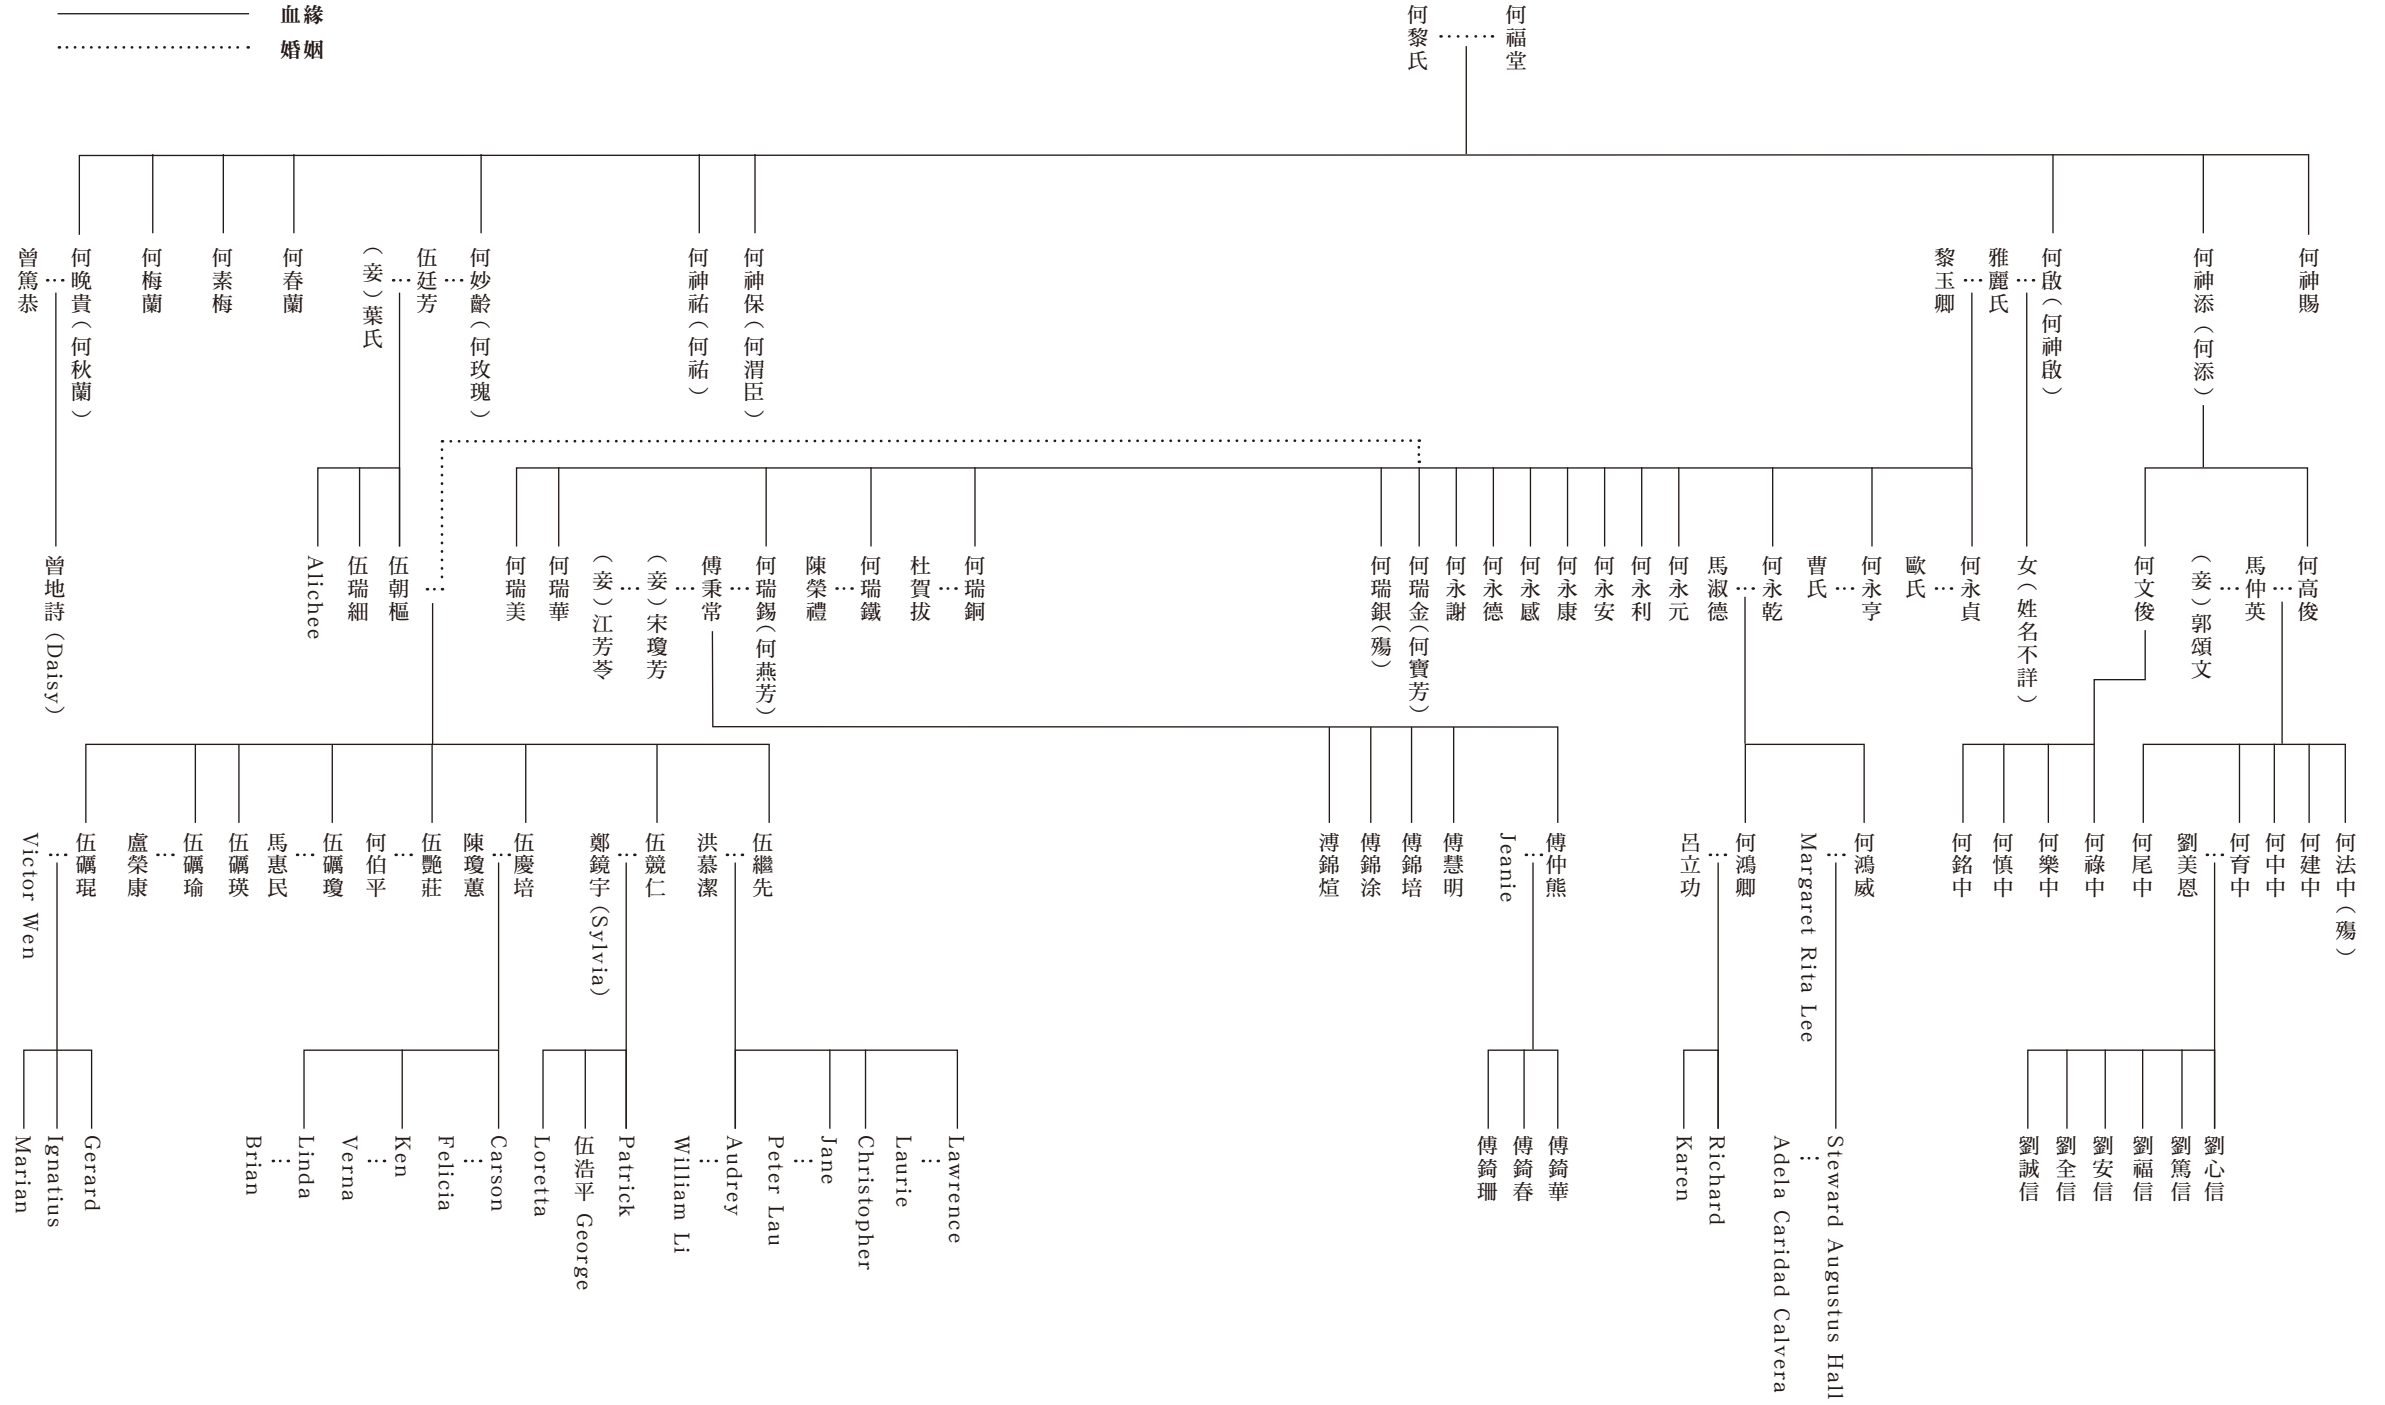 血緣
婚姻
何福堂
何黎氏
何神賜
何神添（何添）
何啟（何神啟）
雅麗氏
黎玉卿
何神保（何渭臣）
何神祐（何祐）
何妙齡（何玫瑰）
伍廷芳
（妾）葉氏
何春蘭
何素梅
何梅蘭
何晚貴（何秋蘭）
曾篤恭
何高俊
馬仲英
（妾）郭頌文
何文俊
女（姓名不詳）
何永貞
歐氏
何永亨
曹氏
何永乾
馬淑德
何永元
何永利
何永安
何永康
何永感
何永德
何永謝
何瑞金（何寶芳）
何瑞銀（殤）
何瑞銅
杜賀拔
何瑞鐵
陳榮禮
何瑞錫（何燕芳）
傅秉常
（妾）宋瓊芳
（妾）江芳苓
何瑞華
何瑞美
伍朝樞
伍瑞細
Alichee
曾地詩（Daisy）
何法中（殤）
何建中
何中中
何育中
劉美恩
何尾中
何祿中
何樂中
何慎中
何銘中
何鴻威
Margaret Rita Lee
何鴻卿
呂立功
傅仲熊
Jeanie
傅慧明
傅錦培
傅錦涂
溥錦煊
伍繼先
洪慕潔
伍競仁
鄭鏡宇（Sylvia）
伍慶培
陳瓊蕙
伍艷莊
何伯平
伍礪瓊
馬惠民
伍礪瑛
伍礪瑜
盧榮康
伍礪琨
Victor Wen
劉心信
劉篤信
劉福信
劉安信
劉全信
劉誠信
Steward Augustus Hall
Adela Caridad Calvera
Richard
Karen
傅錡華
傅錡春
傅錡珊
Lawrence
Laurie
Christopher
Jane
Peter Lau
Audrey
William Li
Patrick
伍浩平 George
Loretta
Carson
Felicia
Ken
Verna
Linda
Brian
Gerard
Ignatius
Marian